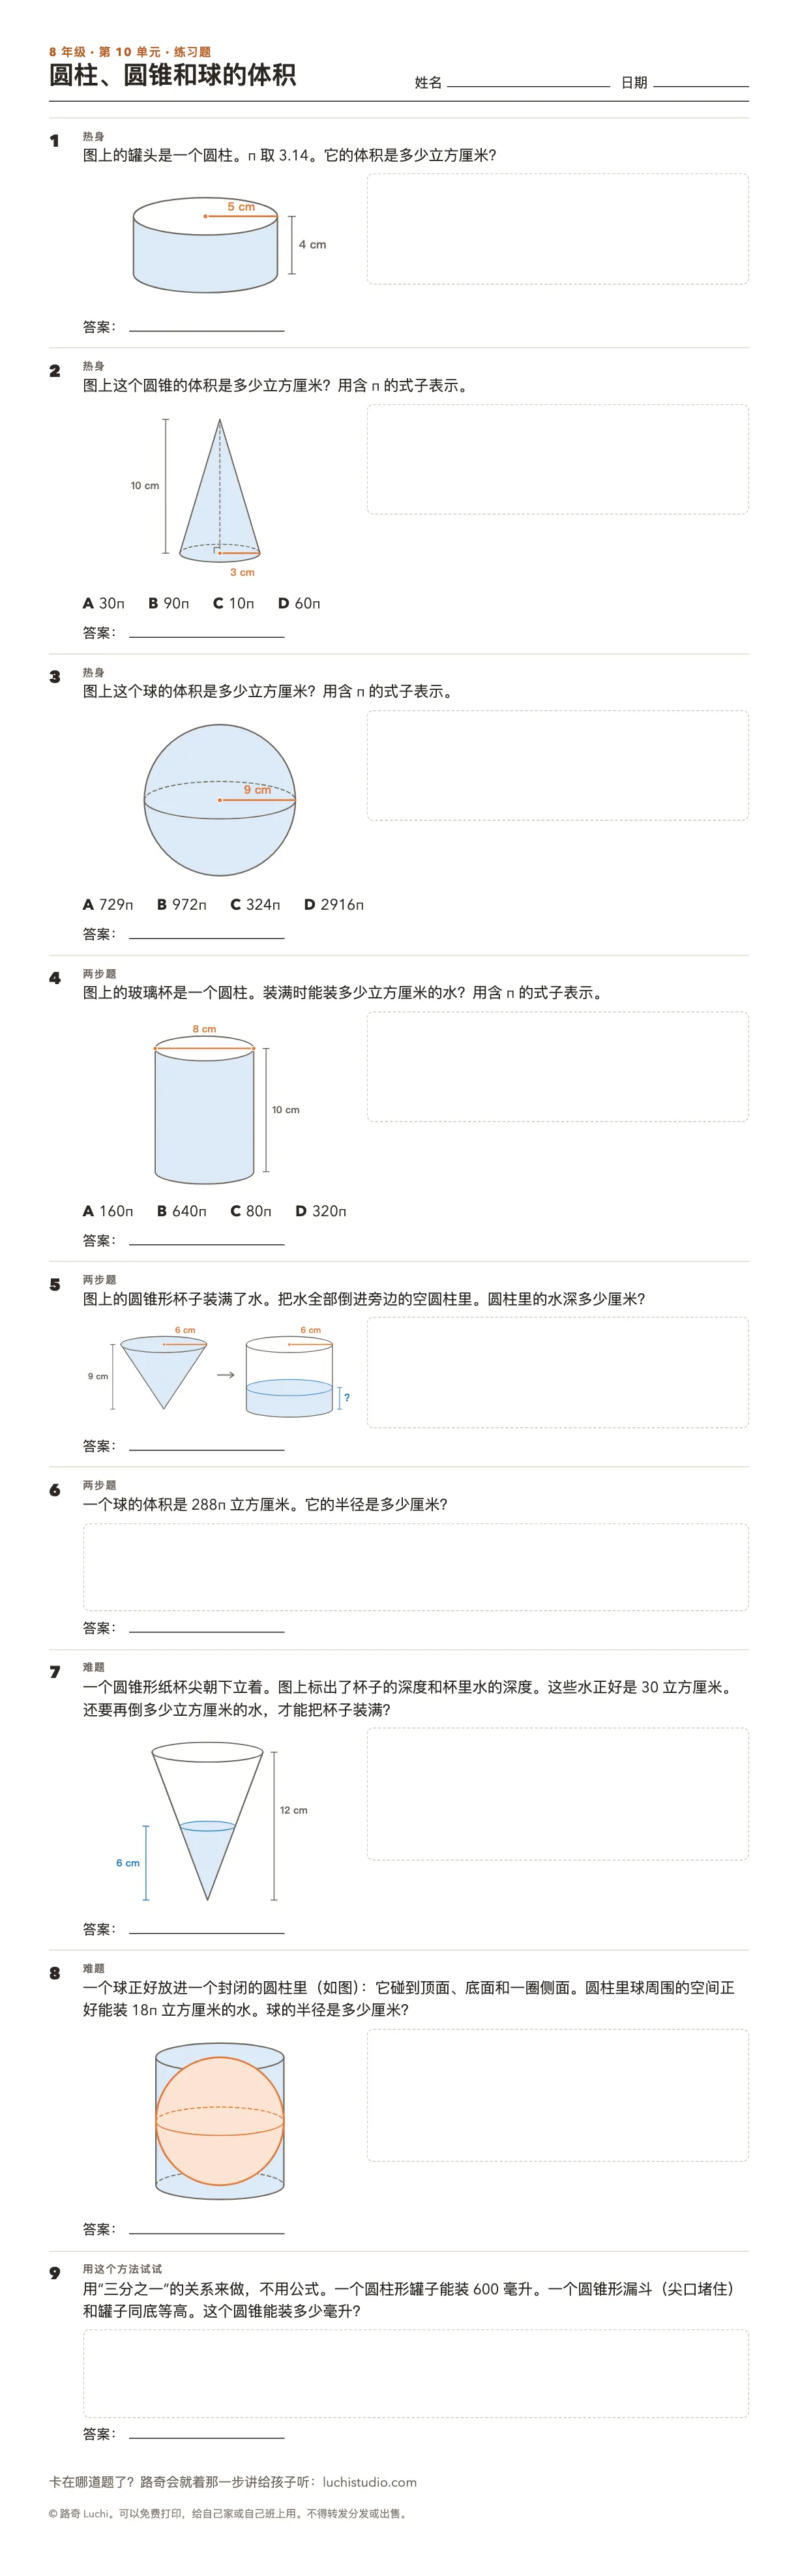 8 年级 · 第 10 单元 · 练习题
圆柱、圆锥和球的体积
姓名 日期
1
热身
图上的罐头是一个圆柱。π 取 3.14。它的体积是多少立方厘米？
5 cm
4 cm
答案：
2
热身
图上这个圆锥的体积是多少立方厘米？用含 π 的式子表示。
10 cm
3 cm
A 30π B 90π C 10π D 60π
答案：
3
热身
图上这个球的体积是多少立方厘米？用含 π 的式子表示。
9 cm
A 729π B 972π C 324π D 2916π
答案：
4
两步题
图上的玻璃杯是一个圆柱。装满时能装多少立方厘米的水？用含 π 的式子表示。
8 cm
10 cm
A 160π B 640π C 80π D 320π
答案：
5
两步题
图上的圆锥形杯子装满了水。把水全部倒进旁边的空圆柱里。圆柱里的水深多少厘米？
6 cm 6 cm
9 cm
→
?
答案：
6
两步题
一个球的体积是 288π 立方厘米。它的半径是多少厘米？
答案：
7
难题
一个圆锥形纸杯尖朝下立着。图上标出了杯子的深度和杯里水的深度。这些水正好是 30 立方厘米。
还要再倒多少立方厘米的水，才能把杯子装满？
12 cm
6 cm
答案：
8
难题
一个球正好放进一个封闭的圆柱里（如图）：它碰到顶面、底面和一圈侧面。圆柱里球周围的空间正
好能装 18π 立方厘米的水。球的半径是多少厘米？
答案：
9
用这个方法试试
用“三分之一”的关系来做，不用公式。一个圆柱形罐子能装 600 毫升。一个圆锥形漏斗（尖口堵住）
和罐子同底等高。这个圆锥能装多少毫升？
答案：
卡在哪道题了？路奇会就着那一步讲给孩子听：luchistudio.com
© 路奇 Luchi。可以免费打印，给自己家或自己班上用。不得转发分发或出售。